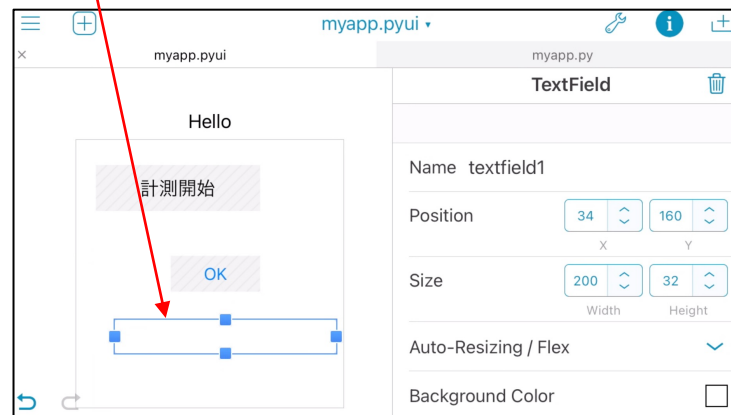 myapp.pyui ▾
× myapp.pyui
myapp.py
TextField
Hello
計測開始
OK
Name textfield1
Position 34 160
X Y
Size 200 32
Width Height
Auto-Resizing / Flex
Background Color